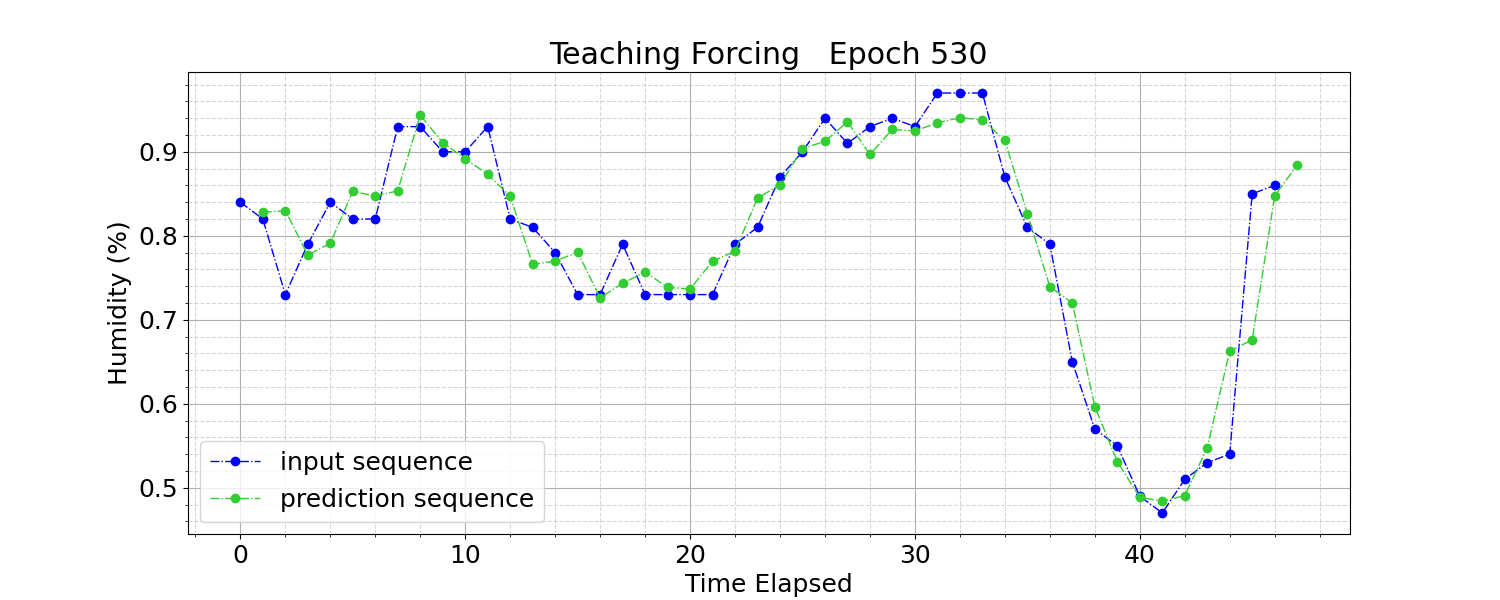 Teaching Forcing   Epoch 530
Humidity (%)
0.9
0.8
0.7
0.6
0.5
input sequence
prediction sequence
0 10 20 30 40
Time Elapsed